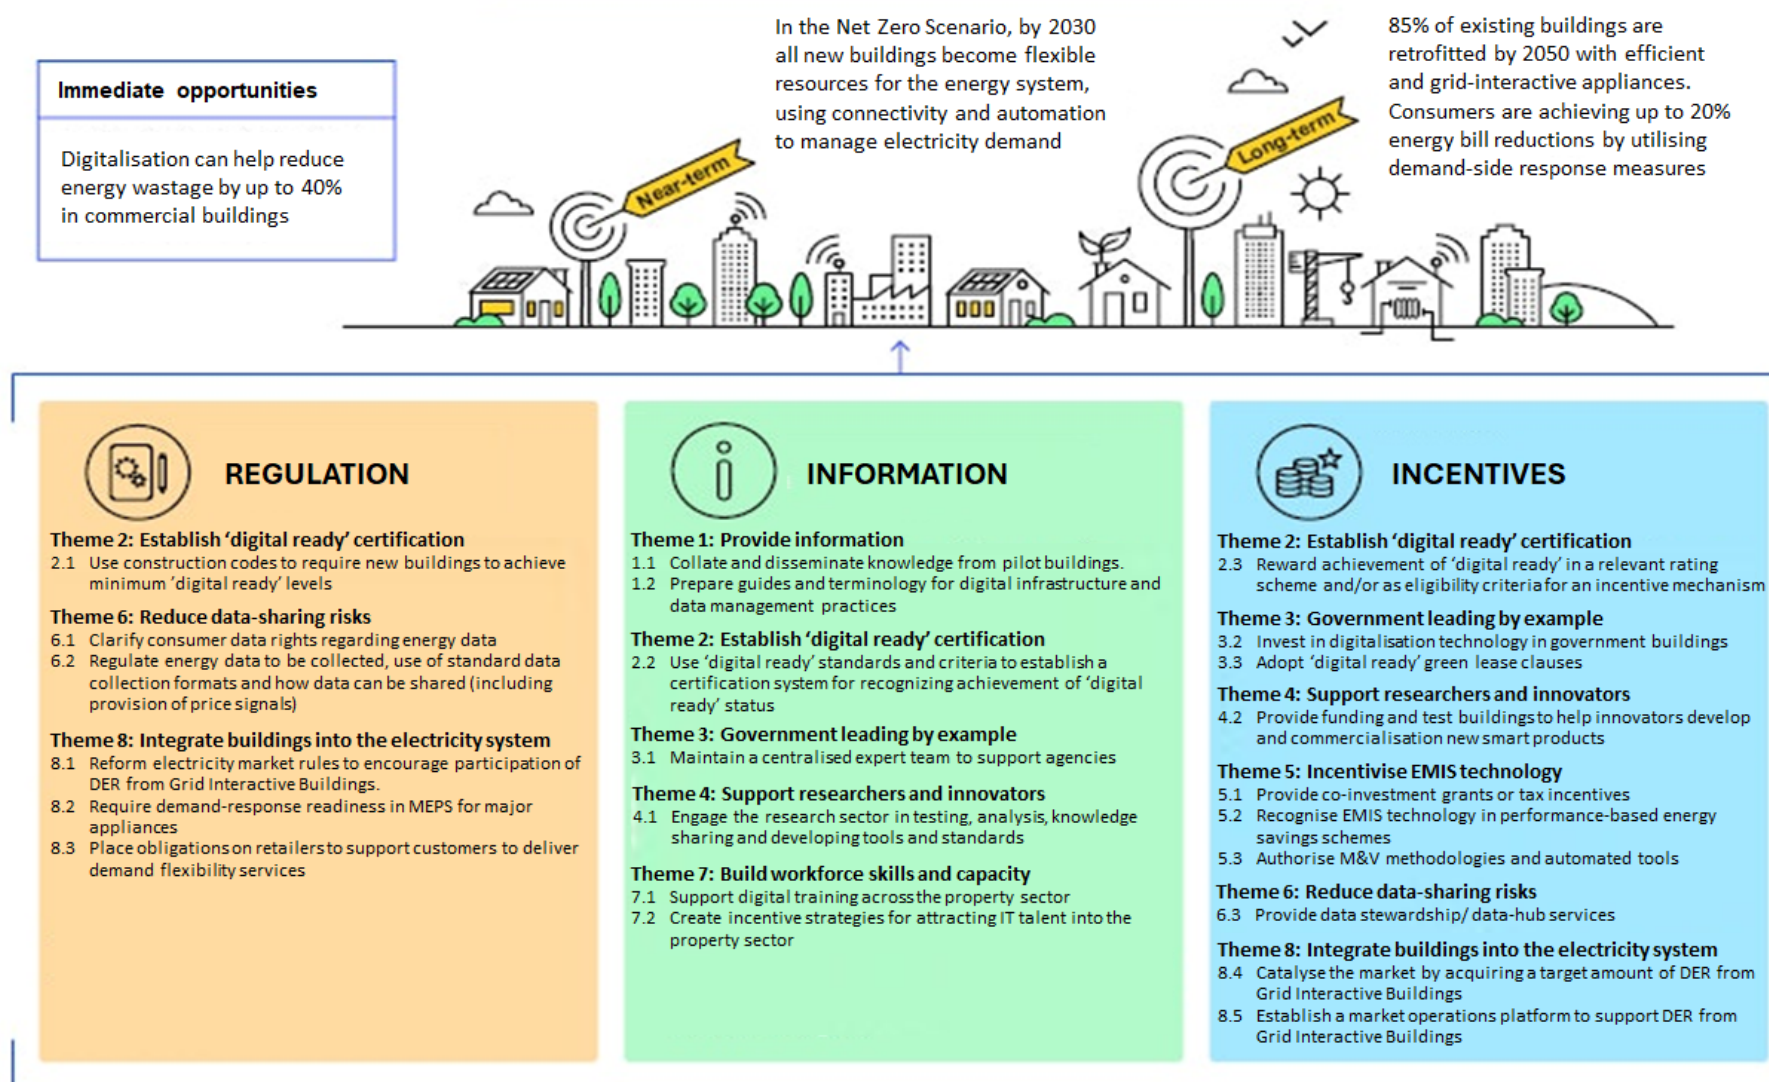 Immediate opportunities
Digitalisation can help reduce
energy wastage by up to 40%
in commercial buildings
In the Net Zero Scenario, by 2030
all new buildings become flexible
resources for the energy system,
using connectivity and automation
to manage electricity demand
Near-term
85% of existing buildings are
retrofitted by 2050 with efficient
and grid-interactive appliances.
Consumers are achieving up to 20%
energy bill reductions by utilising
demand-side response measures
Long-term
REGULATION
Theme 2: Establish ‘digital ready’ certification
2.1 Use construction codes to require new buildings to achieve
minimum ‘digital ready’ levels
Theme 6: Reduce data-sharing risks
6.1 Clarify consumer data rights regarding energy data
6.2 Regulate energy data to be collected, use of standard data
collection formats and how data can be shared (including
provision of price signals)
Theme 8: Integrate buildings into the electricity system
8.1 Reform electricity market rules to encourage participation of
DER from Grid Interactive Buildings.
8.2 Require demand-response readiness in MEPS for major
appliances
8.3 Place obligations on retailers to support customers to deliver
demand flexibility services
INFORMATION
Theme 1: Provide information
1.1 Collate and disseminate knowledge from pilot buildings.
1.2 Prepare guides and terminology for digital infrastructure and
data management practices
Theme 2: Establish ‘digital ready’ certification
2.2 Use ‘digital ready’ standards and criteria to establish a
certification system for recognizing achievement of ‘digital
ready’ status
Theme 3: Government leading by example
3.1 Maintain a centralised expert team to support agencies
Theme 4: Support researchers and innovators
4.1 Engage the research sector in testing, analysis, knowledge
sharing and developing tools and standards
Theme 7: Build workforce skills and capacity
7.1 Support digital training across the property sector
7.2 Create incentive strategies for attracting IT talent into the
property sector
INCENTIVES
Theme 2: Establish ‘digital ready’ certification
2.3 Reward achievement of ‘digital ready’ in a relevant rating
scheme and/or as eligibility criteria for an incentive mechanism
Theme 3: Government leading by example
3.2 Invest in digitalisation technology in government buildings
3.3 Adopt ‘digital ready’ green lease clauses
Theme 4: Support researchers and innovators
4.2 Provide funding and test buildings to help innovators develop
and commercialisation new smart products
Theme 5: Incentivise EMIS technology
5.1 Provide co-investment grants or tax incentives
5.2 Recognise EMIS technology in performance-based energy
savings schemes
5.3 Authorise M&V methodologies and automated tools
Theme 6: Reduce data-sharing risks
6.3 Provide data stewardship/ data-hub services
Theme 8: Integrate buildings into the electricity system
8.4 Catalyse the market by acquiring a target amount of DER from
Grid Interactive Buildings
8.5 Establish a market operations platform to support DER from
Grid Interactive Buildings